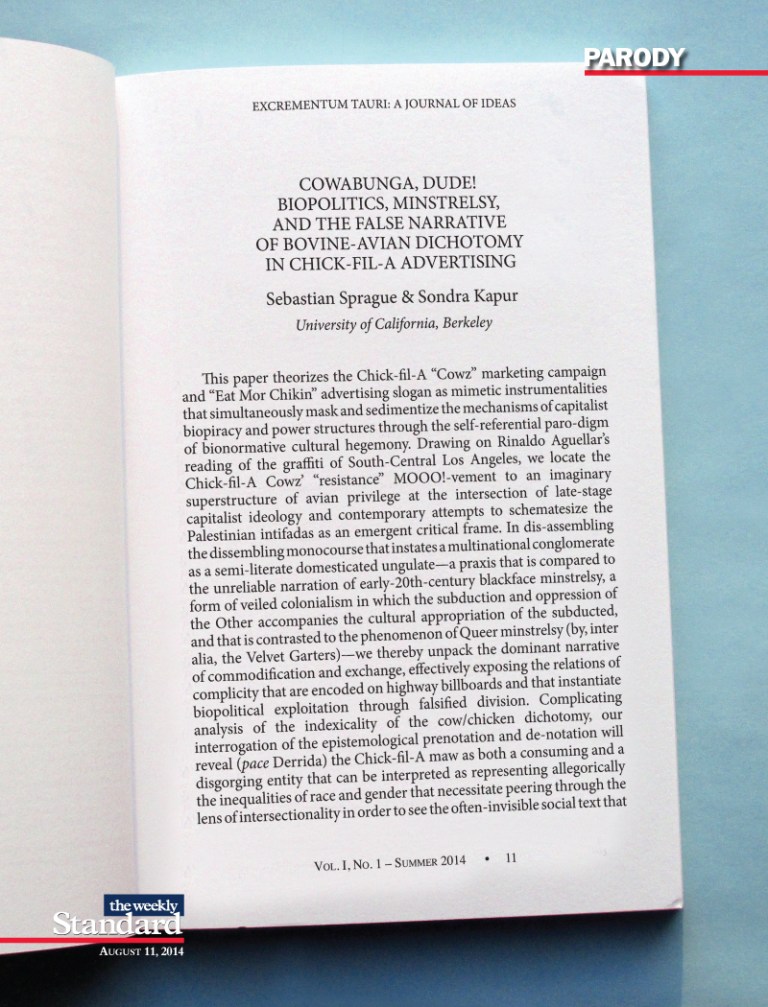 PARODY
EXCREMENTUM TAURI: A JOURNAL OF IDEAS
COWABUNGA, DUDE!
BIOPOLITICS, MINSTRELSY,
AND THE FALSE NARRATIVE
OF BOVINE-AVIAN DICHOTOMY
IN CHICK-FIL-A ADVERTISING
Sebastian Sprague & Sondra Kapur
University of California, Berkeley
This paper theorizes the Chick-fil-A “Cowz” marketing campaign
and “Eat Mor Chikin” advertising slogan as mimetic instrumentalities
that simultaneously mask and sedimentize the mechanisms of capitalist
biopiracy and power structures through the self-referential paro-digm
of bionormative cultural hegemony. Drawing on Rinaldo Aguellar’s
reading of the graffiti of South-Central Los Angeles, we locate the
Chick-fil-A Cowz’ “resistance” MOOO!-vement to an imaginary
superstructure of avian privilege at the intersection of late-stage
capitalist ideology and contemporary attempts to schematesize the
Palestinian intifadas as an emergent critical frame. In dis-assembling
the dissembling monocourse that instates a multinational conglomerate
as a semi-literate domesticated ungulate—a praxis that is compared to
the unreliable narration of early-20th-century blackface minstrelsy, a
form of veiled colonialism in which the subduction and oppression of
the Other accompanies the cultural appropriation of the subducted,
and that is contrasted to the phenomenon of Queer minstrelsy (by, inter
alia, the Velvet Garters)—we thereby unpack the dominant narrative
of commodification and exchange, effectively exposing the relations of
complicity that are encoded on highway billboards and that instantiate
biopolitical exploitation through falsified division. Complicating
analysis of the indexicality of the cow/chicken dichotomy, our
interrogation of the epistemological prenotation and de-notation will
reveal (pace Derrida) the Chick-fil-A maw as both a consuming and a
disgorging entity that can be interpreted as representing allegorically
the inequalities of race and gender that necessitate peering through the
lens of intersectionality in order to see the often-invisible social text that
VOL. I, NO. 1 – SUMMER 2014 • 11
the weekly
Standard
AUGUST 11, 2014